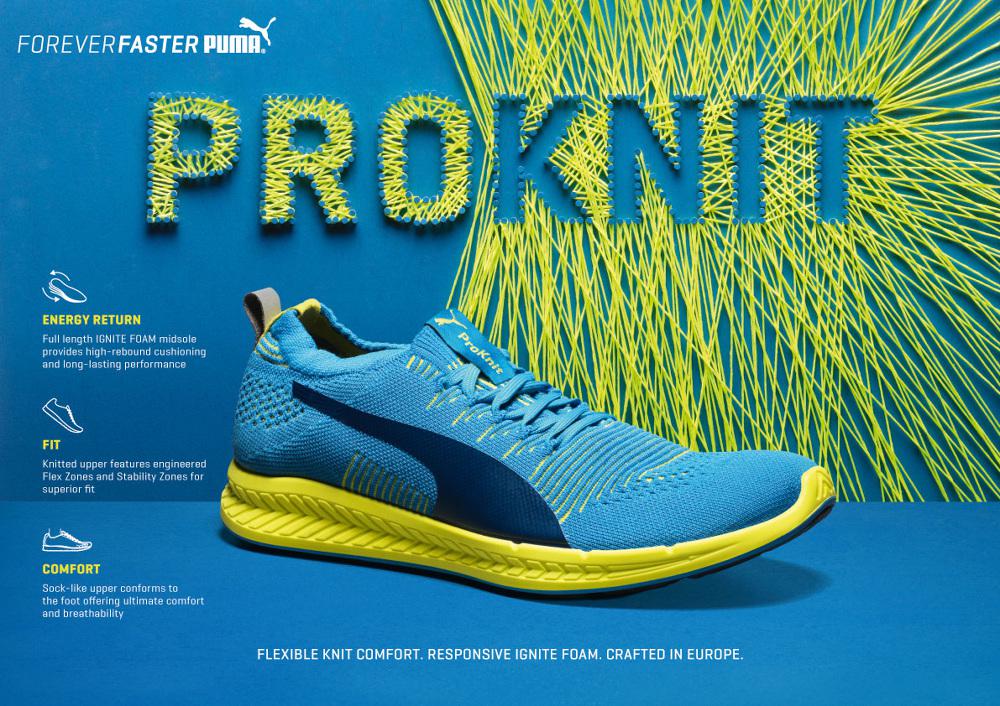 FOREVER FASTER PUMA®
PROKNIT
ENERGY RETURN
Full length IGNITE FOAM midsole
provides high-rebound cushioning
and long-lasting performance
FIT
Knitted upper features engineered
Flex Zones and Stability Zones for
superior fit
COMFORT
Sock-like upper conforms to
the foot offering ultimate comfort
and breathability
ProKnit
FLEXIBLE KNIT COMFORT. RESPONSIVE IGNITE FOAM. CRAFTED IN EUROPE.